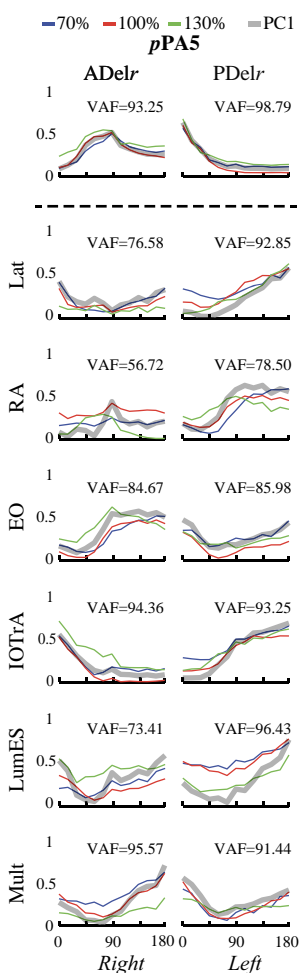 70% 100% 130% PC1
pPA5
ADelr PDelr
1 VAF=93.25 VAF=98.79
0.5
0
Lat
1 VAF=76.58 VAF=92.85
0.5
0
RA
1 VAF=56.72 VAF=78.50
0.5
0
EO
1 VAF=84.67 VAF=85.98
0.5
0
IOTrA
1 VAF=94.36 VAF=93.25
0.5
0
LumES
1 VAF=73.41 VAF=96.43
0.5
0
Mult
1 VAF=95.57 VAF=91.44
0.5
0
0 90 180 0 90 180
Right Left